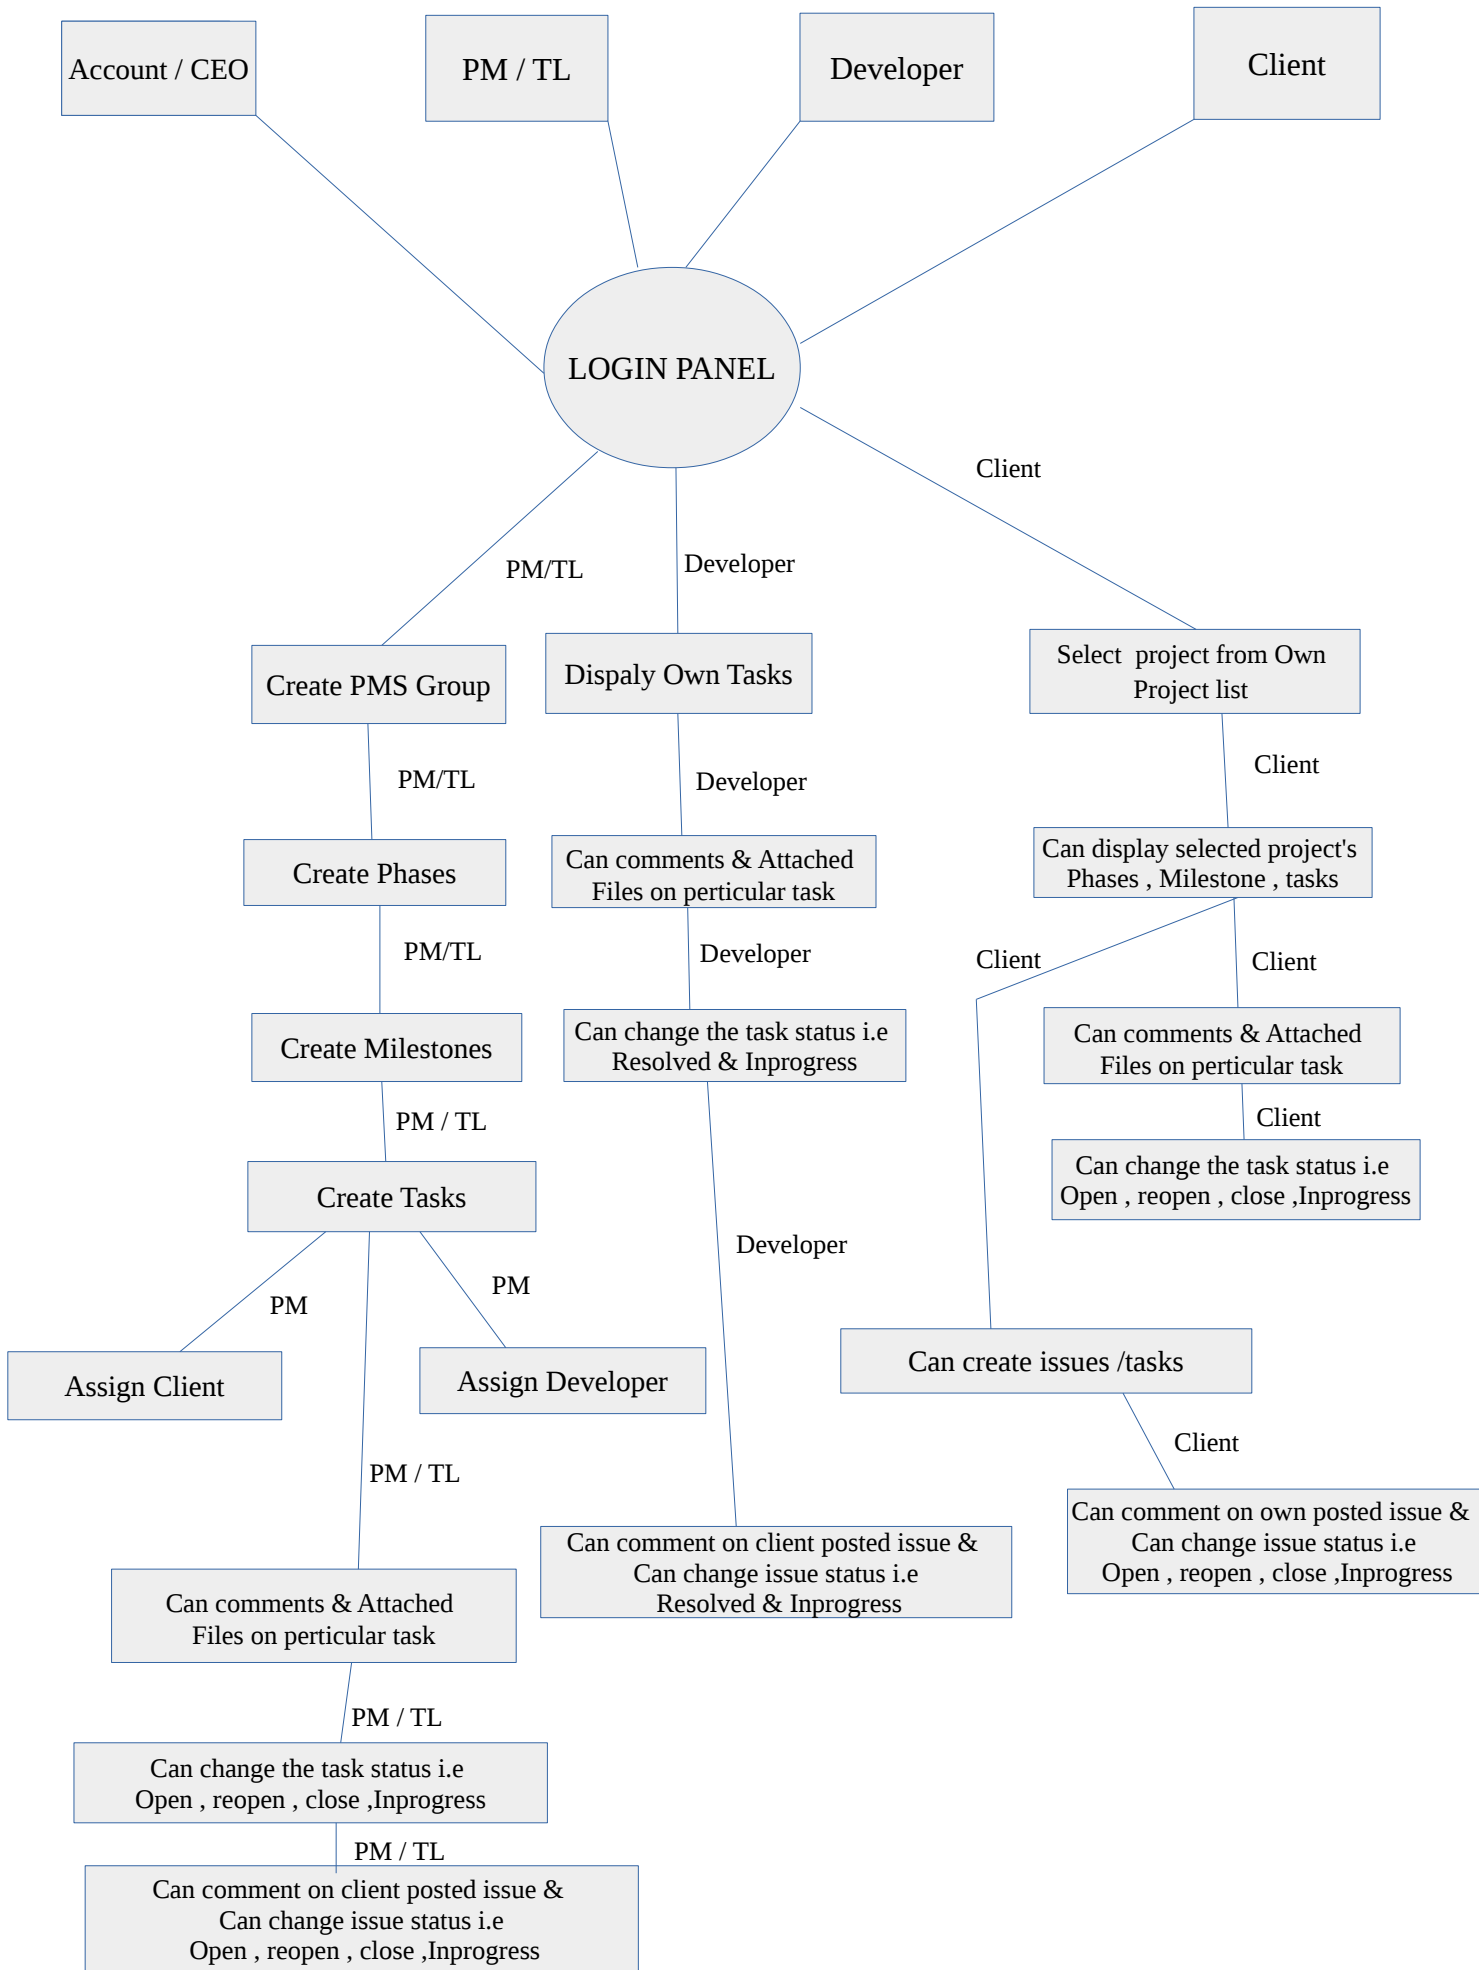 Account / CEO
PM / TL
Developer
Client
LOGIN PANEL
Client
PM/TL
Developer
Create PMS Group
Dispaly Own Tasks
Select project from Own
Project list
PM/TL
Developer
Client
Create Phases
Can comments & Attached
Files on perticular task
Can display selected project's
Phases , Milestone , tasks
PM/TL
Developer
Client
Client
Create Milestones
Can change the task status i.e
Resolved & Inprogress
Can comments & Attached
Files on perticular task
PM / TL
Client
Create Tasks
Can change the task status i.e
Open , reopen , close ,Inprogress
PM
PM
Developer
Assign Client
Assign Developer
Can create issues /tasks
PM / TL
Client
Can comment on client posted issue &
Can change issue status i.e
Resolved & Inprogress
Can comment on own posted issue &
Can change issue status i.e
Open , reopen , close ,Inprogress
Can comments & Attached
Files on perticular task
PM / TL
Can change the task status i.e
Open , reopen , close ,Inprogress
PM / TL
Can comment on client posted issue &
Can change issue status i.e
Open , reopen , close ,Inprogress